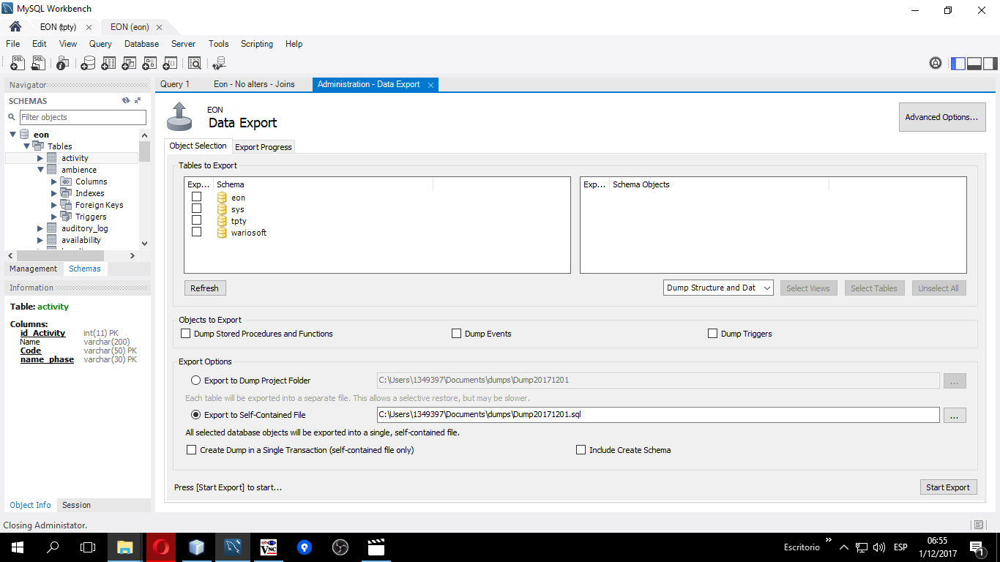 MySQL Workbench
EON (tpty) EON (eon)
File Edit View Query Database Server Tools Scripting Help
Navigator
Query 1 Eon - No alters - Joins Administration - Data Export
SCHEMAS
Filter objects
eon
Tables
activity
ambience
Columns
Indexes
Foreign Keys
Triggers
auditory_log
availability
Management Schemas
Information
Table: activity
Columns:
id_Activity int(11) PK
Name varchar(200)
Code varchar(50) PK
name_phase varchar(30) PK
Object Info Session
EON
Data Export
Advanced Options...
Object Selection Export Progress
Tables to Export
Exp... Schema
eon
sys
tpty
wariosoft
Exp... Schema Objects
Refresh
Dump Structure and Dat Select Views Select Tables Unselect All
Objects to Export
Dump Stored Procedures and Functions Dump Events Dump Triggers
Export Options
Export to Dump Project Folder C:\Users\1349397\Documents\dumps\Dump20171201 ...
Each table will be exported into a separate file. This allows a selective restore, but may be slower.
Export to Self-Contained File C:\Users\1349397\Documents\dumps\Dump20171201.sql ...
All selected database objects will be exported into a single, self-contained file.
Create Dump in a Single Transaction (self-contained file only) Include Create Schema
Press [Start Export] to start...
Start Export
Closing Administator.
Escritorio ESP
06:55
1/12/2017
1